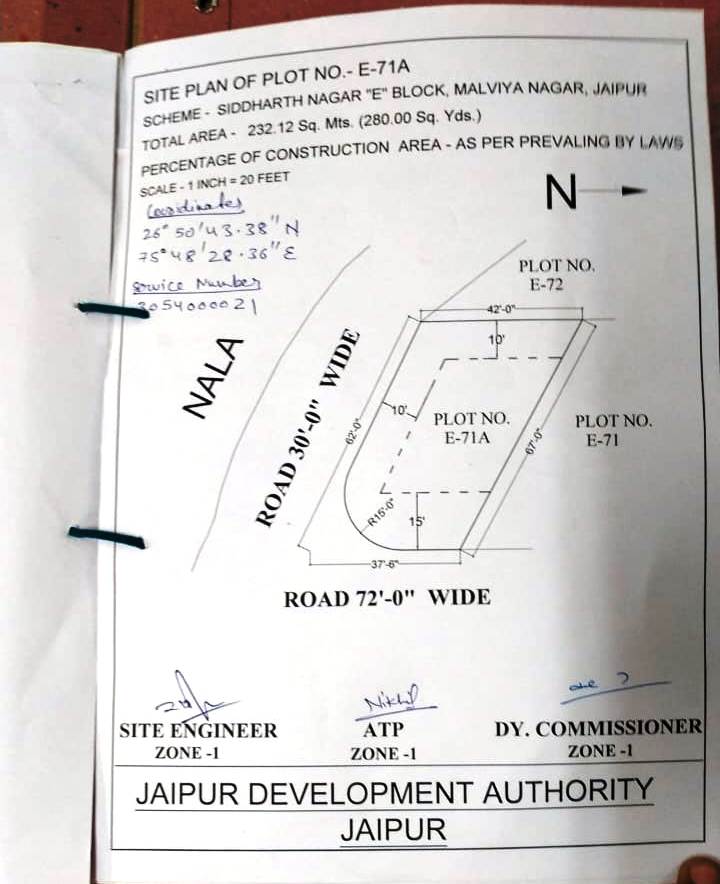 SITE PLAN OF PLOT NO.- E-71A
SCHEME - SIDDHARTH NAGAR "E" BLOCK, MALVIYA NAGAR, JAIPUR
TOTAL AREA - 232.12 Sq. Mts. (280.00 Sq. Yds.)
PERCENTAGE OF CONSTRUCTION AREA - AS PER PREVALING BY LAWS
SCALE - 1 INCH = 20 FEET
N
Coordinates
26° 50' 43.38" N
75° 48' 28.36" E
Service Number
3054000021
PLOT NO.
E-72
42'-0"
10'
NALA
ROAD 30'-0" WIDE
62'-0"
10'
PLOT NO.
E-71A
67'-0"
PLOT NO.
E-71
R15'-0"
15'
37'-6"
ROAD 72'-0" WIDE
Nikhil
SITE ENGINEER
ZONE -1
ATP
ZONE -1
DY. COMMISSIONER
ZONE -1
JAIPUR DEVELOPMENT AUTHORITY
JAIPUR